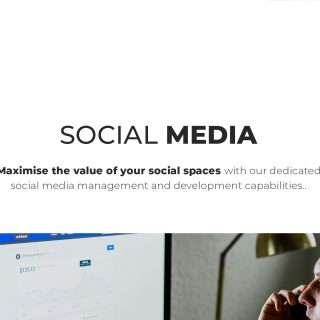 SOCIAL MEDIA
Maximise the value of your social spaces with our dedicated
social media management and development capabilities..